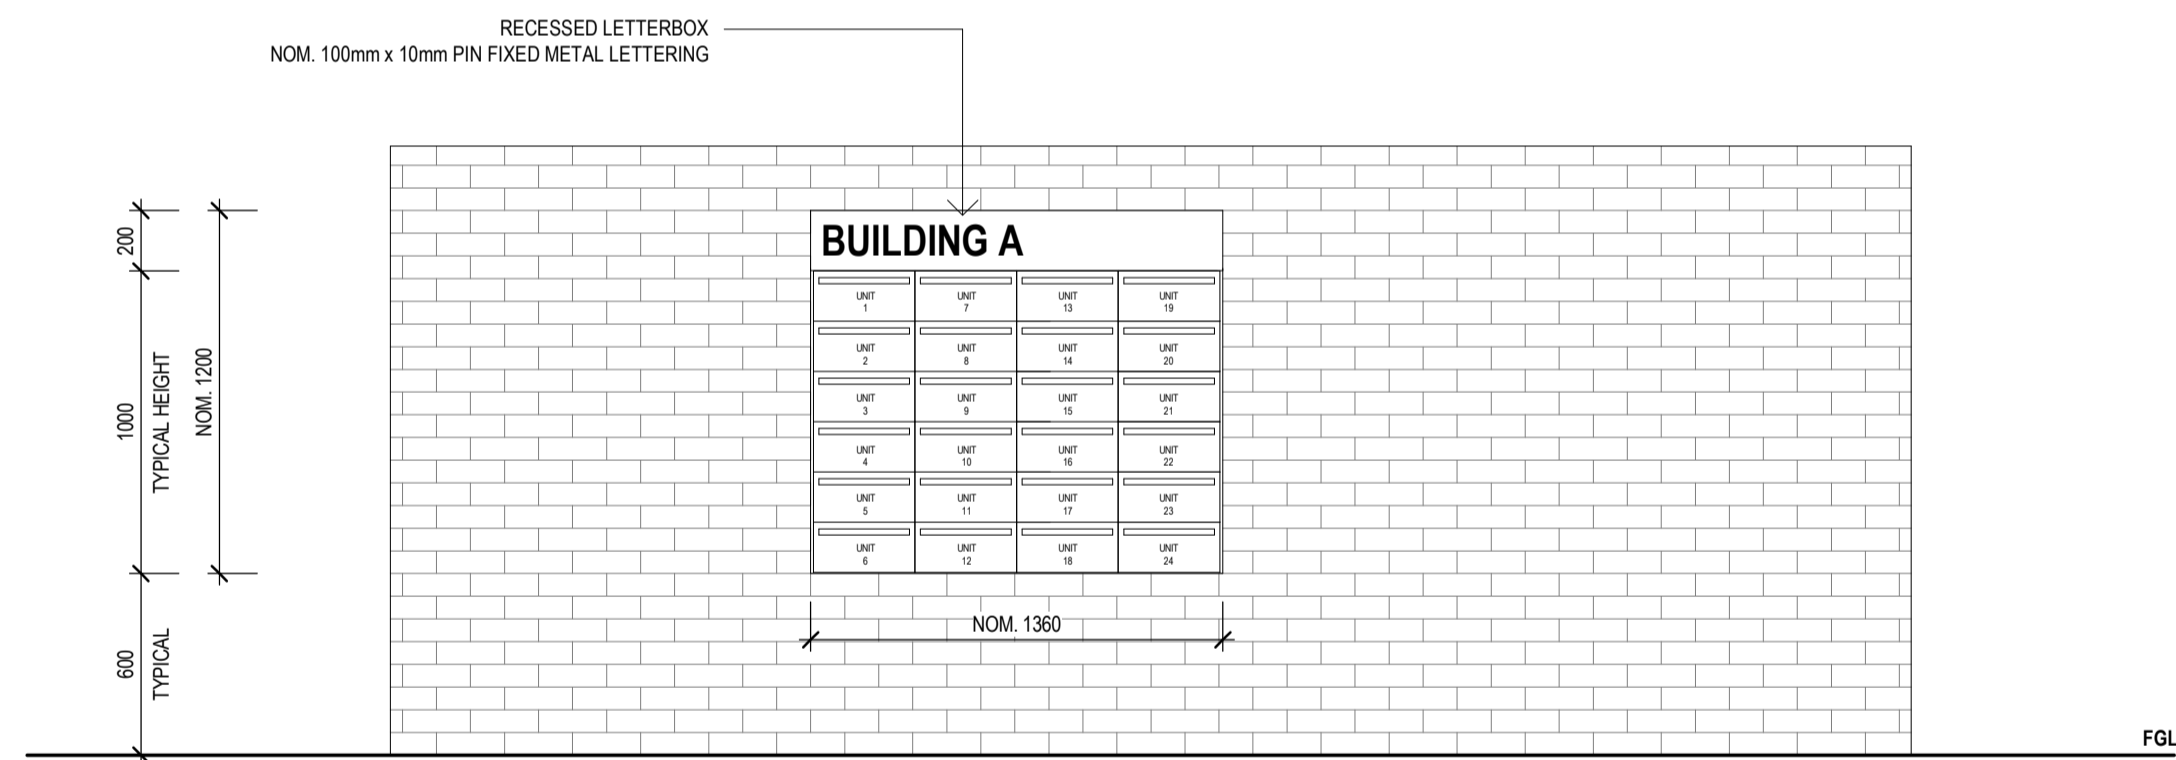 RECESSED LETTERBOX
NOM. 100mm x 10mm PIN FIXED METAL LETTERING
200
1000
TYPICAL HEIGHT
NOM. 1200
600
TYPICAL
BUILDING A
UNIT
1
UNIT
7
UNIT
13
UNIT
19
UNIT
2
UNIT
8
UNIT
14
UNIT
20
UNIT
3
UNIT
9
UNIT
15
UNIT
21
UNIT
4
UNIT
10
UNIT
16
UNIT
22
UNIT
5
UNIT
11
UNIT
17
UNIT
23
UNIT
6
UNIT
12
UNIT
18
UNIT
24
NOM. 1360
FGL